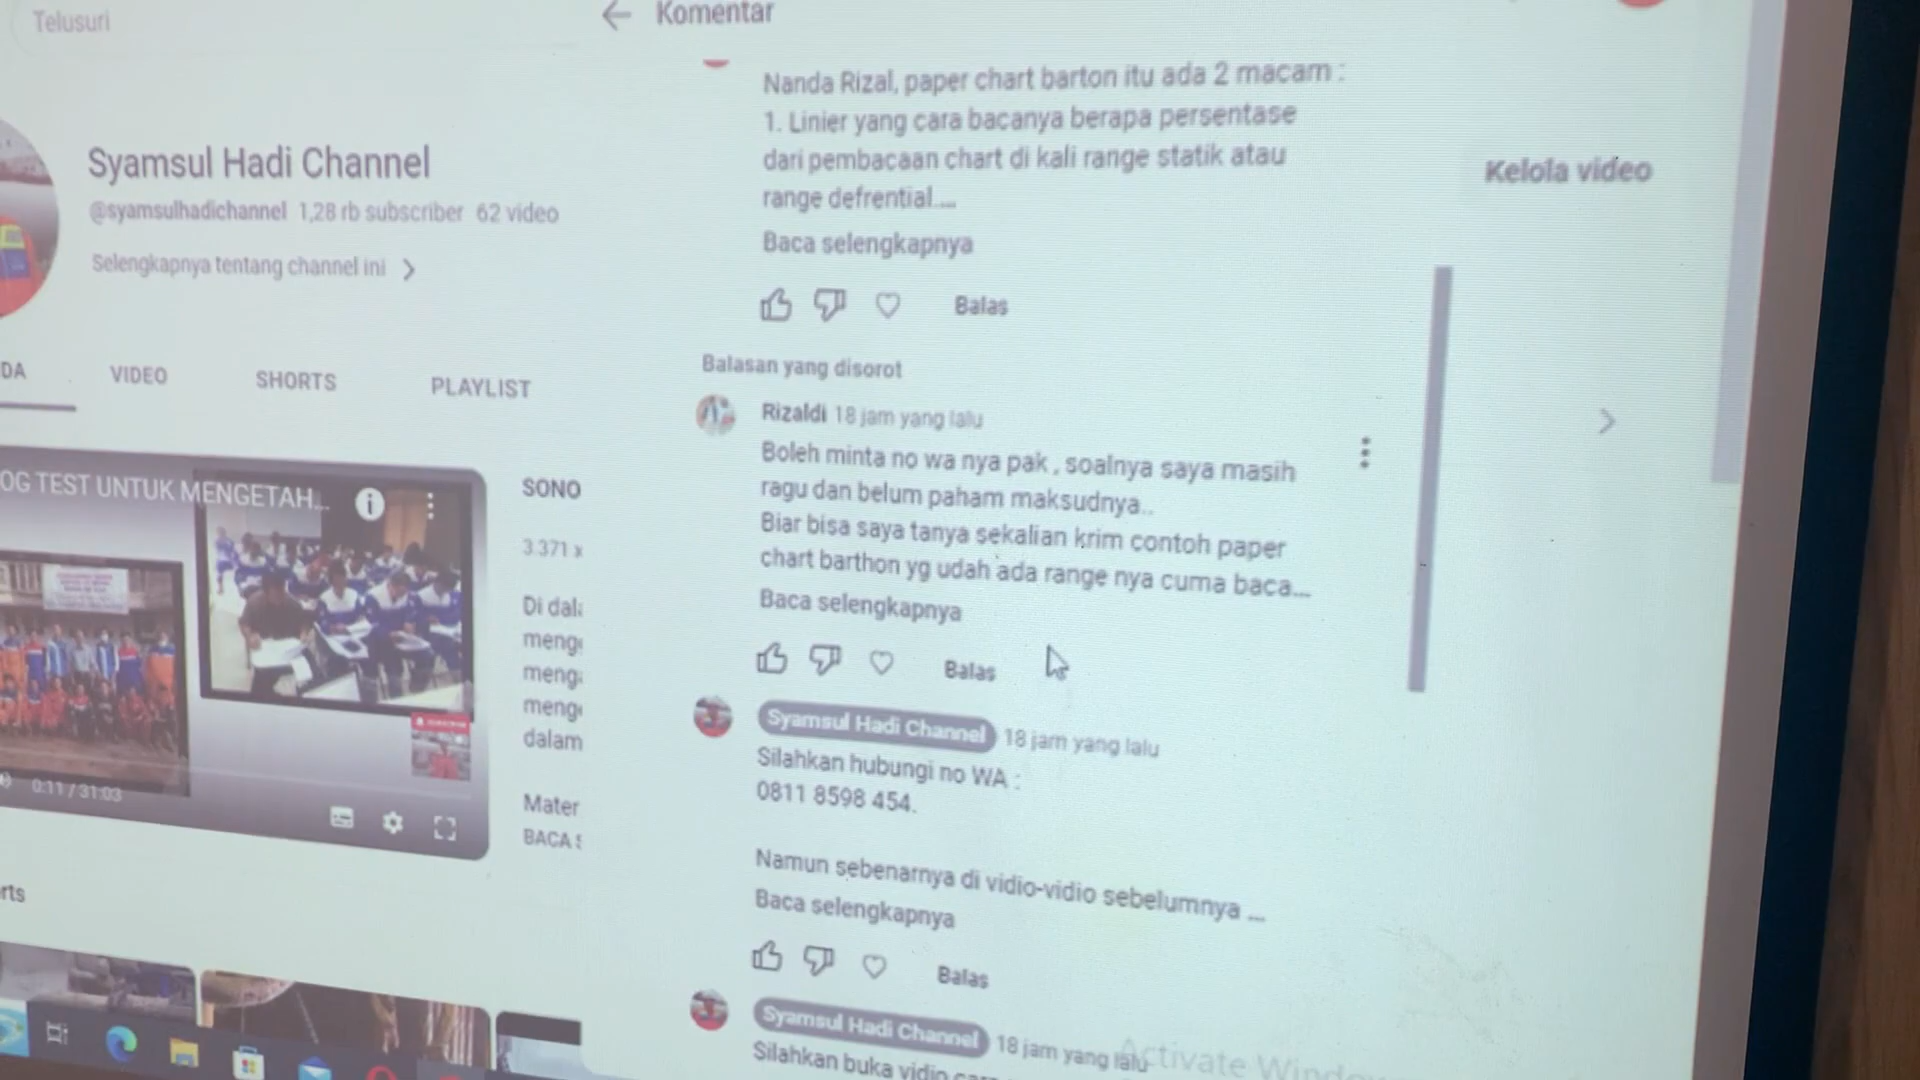 Telusuri
Syamsul Hadi Channel
@syamsulhadichannel 1,28 rb subscriber 62 video
Selengkapnya tentang channel ini
DA
VIDEO
SHORTS
PLAYLIST
OG TEST UNTUK MENGETAH...
0:11 / 31:03
SONO
3.371 x
Di dala
meng
meng
meng
dalam
Mater
BACA S
rts
Komentar
Nanda Rizal, paper chart barton itu ada 2 macam :
1. Linier yang cara bacanya berapa persentase
dari pembacaan chart di kali range statik atau
range defrential....
Baca selengkapnya
Balas
Balasan yang disorot
Rizaldi 18 jam yang lalu
Boleh minta no wa nya pak , soalnya saya masih
ragu dan belum paham maksudnya..
Biar bisa saya tanya sekalian krim contoh paper
chart barthon yg udah ada range nya cuma baca...
Baca selengkapnya
Balas
Syamsul Hadi Channel 18 jam yang lalu
Silahkan hubungi no WA :
0811 8598 454.
Namun sebenarnya di vidio-vidio sebelumnya ...
Baca selengkapnya
Balas
Syamsul Hadi Channel 18 jam yang lalu
Silahkan buka vidio
Kelola video
Activate Windo